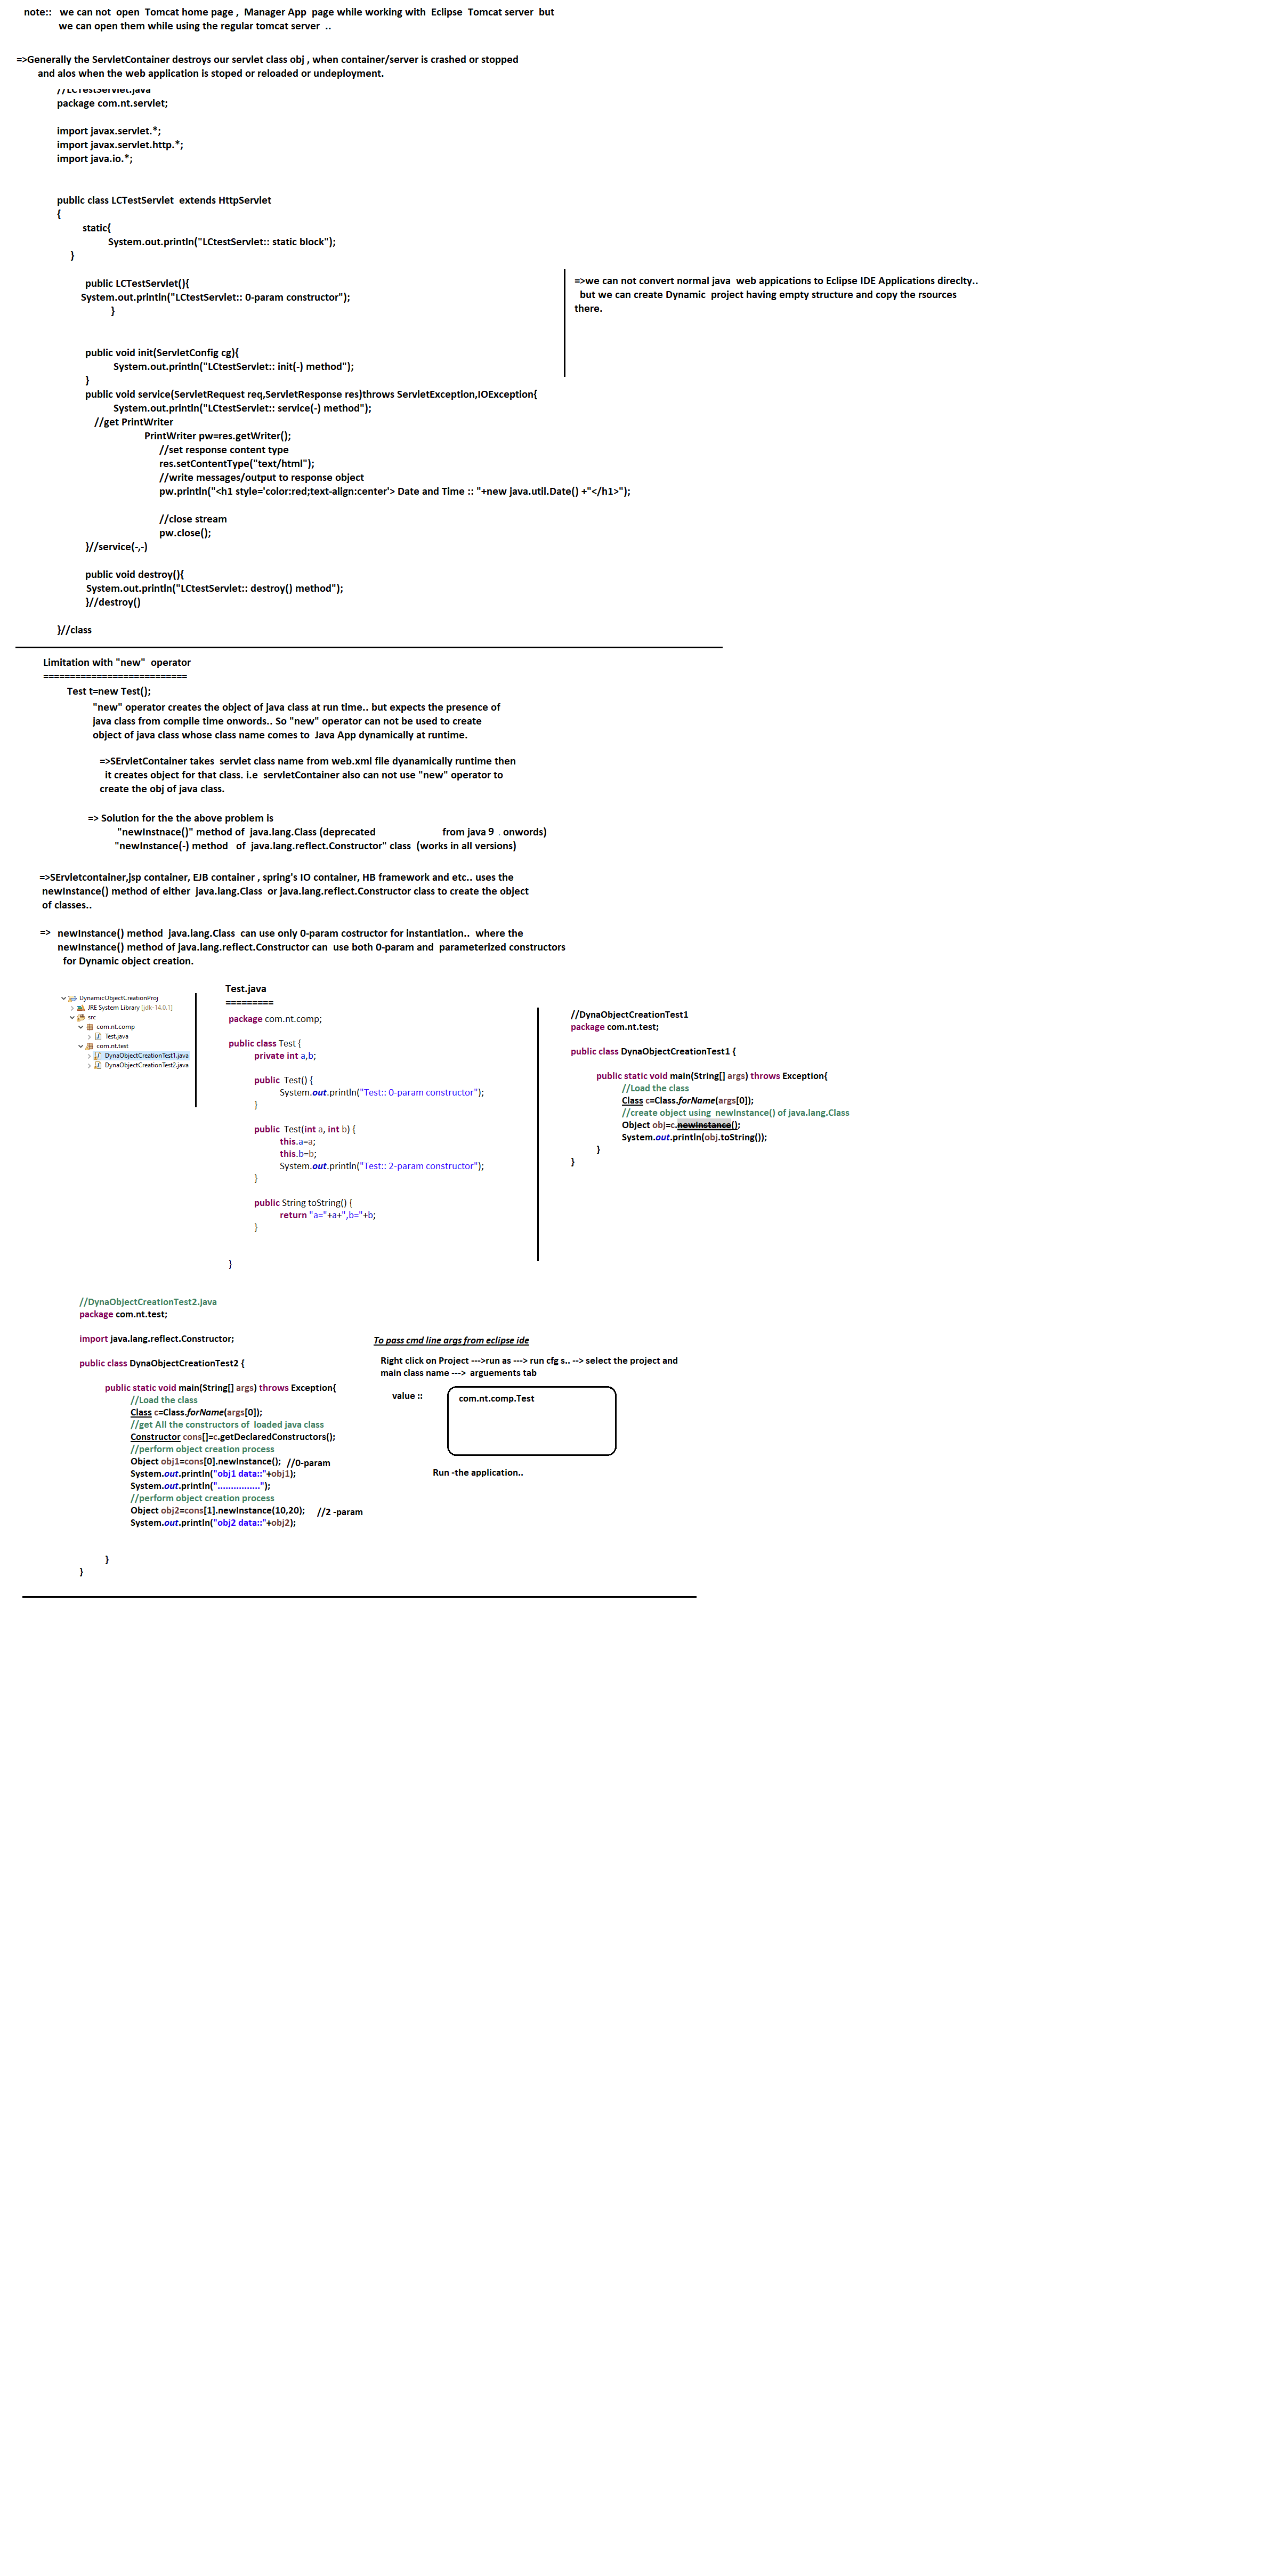 note:: we can not open Tomcat home page , Manager App page while working with Eclipse Tomcat server but
we can open them while using the regular tomcat server ..
=>Generally the ServletContainer destroys our servlet class obj , when container/server is crashed or stopped
and alos when the web application is stoped or reloaded or undeployment.
//LCTestServlet.java
package com.nt.servlet;
import javax.servlet.*;
import javax.servlet.http.*;
import java.io.*;
public class LCTestServlet extends HttpServlet
{
static{
System.out.println("LCtestServlet:: static block");
}
public LCTestServlet(){
System.out.println("LCtestServlet:: 0-param constructor");
}
public void init(ServletConfig cg){
System.out.println("LCtestServlet:: init(-) method");
}
public void service(ServletRequest req,ServletResponse res)throws ServletException,IOException{
System.out.println("LCtestServlet:: service(-) method");
//get PrintWriter
PrintWriter pw=res.getWriter();
//set response content type
res.setContentType("text/html");
//write messages/output to response object
pw.println("<h1 style='color:red;text-align:center'> Date and Time :: "+new java.util.Date() +"</h1>");
//close stream
pw.close();
}//service(-,-)
public void destroy(){
System.out.println("LCtestServlet:: destroy() method");
}//destroy()
}//class
=>we can not convert normal java web appications to Eclipse IDE Applications direclty..
but we can create Dynamic project having empty structure and copy the rsources
there.
Limitation with "new" operator
===========================
Test t=new Test();
"new" operator creates the object of java class at run time.. but expects the presence of
java class from compile time onwords.. So "new" operator can not be used to create
object of java class whose class name comes to Java App dynamically at runtime.
=>SErvletContainer takes servlet class name from web.xml file dyanamically runtime then
it creates object for that class. i.e servletContainer also can not use "new" operator to
create the obj of java class.
=> Solution for the the above problem is
"newInstnace()" method of java.lang.Class (deprecated from java 9 . onwords)
"newInstance(-) method of java.lang.reflect.Constructor" class (works in all versions)
=>SErvletcontainer,jsp container, EJB container , spring's IO container, HB framework and etc.. uses the
newInstance() method of either java.lang.Class or java.lang.reflect.Constructor class to create the object
of classes..
=> newInstance() method java.lang.Class can use only 0-param costructor for instantiation.. where the
newInstance() method of java.lang.reflect.Constructor can use both 0-param and parameterized constructors
for Dynamic object creation.
DynamicObjectCreationProj
JRE System Library [jdk-14.0.1]
src
com.nt.comp
Test.java
com.nt.test
DynaObjectCreationTest1.java
DynaObjectCreationTest2.java
Test.java
=========
package com.nt.comp;
public class Test {
private int a,b;
public Test() {
System.out.println("Test:: 0-param constructor");
}
public Test(int a, int b) {
this.a=a;
this.b=b;
System.out.println("Test:: 2-param constructor");
}
public String toString() {
return "a="+a+",b="+b;
}
}
//DynaObjectCreationTest1
package com.nt.test;
public class DynaObjectCreationTest1 {
public static void main(String[] args) throws Exception{
//Load the class
Class c=Class.forName(args[0]);
//create object using newInstance() of java.lang.Class
Object obj=c.newInstance();
System.out.println(obj.toString());
}
}
//DynaObjectCreationTest2.java
package com.nt.test;
import java.lang.reflect.Constructor;
public class DynaObjectCreationTest2 {
public static void main(String[] args) throws Exception{
//Load the class
Class c=Class.forName(args[0]);
//get All the constructors of loaded java class
Constructor cons[]=c.getDeclaredConstructors();
//perform object creation process
Object obj1=cons[0].newInstance(); //0-param
System.out.println("obj1 data::"+obj1);
System.out.println("................");
//perform object creation process
Object obj2=cons[1].newInstance(10,20); //2 -param
System.out.println("obj2 data::"+obj2);
}
}
To pass cmd line args from eclipse ide
Right click on Project --->run as ---> run cfg s.. --> select the project and
main class name ---> arguements tab
value :: com.nt.comp.Test
Run -the application..